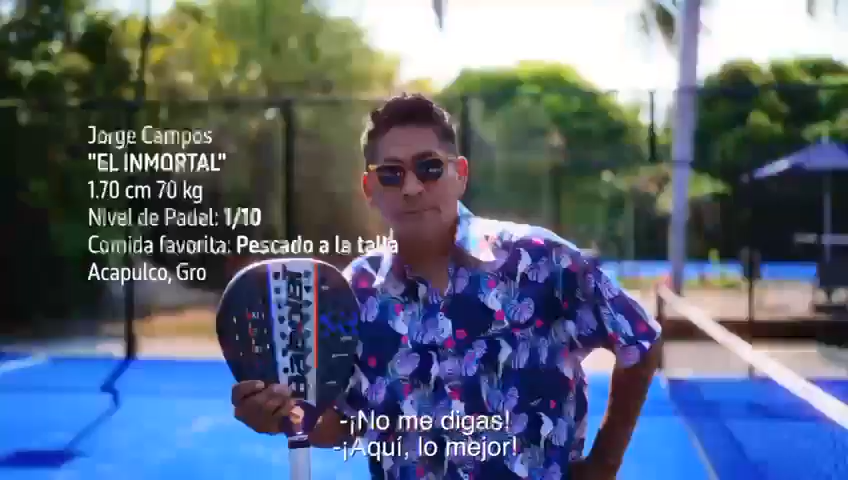 Jorge Campos
"EL INMORTAL"
1.70 cm 70 kg
Nivel de Padel: 1/10
Comida favorita: Pescado a la talla
Acapulco, Gro
Babolat
-¡No me digas!
-¡Aquí, lo mejor!